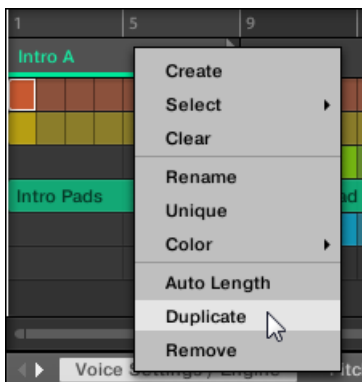 1 5 9
Intro A
Create
Select
Clear
Rename
Unique
Intro Pads
ad
Color
Auto Length
Duplicate
Remove
Voice Settings / Engine